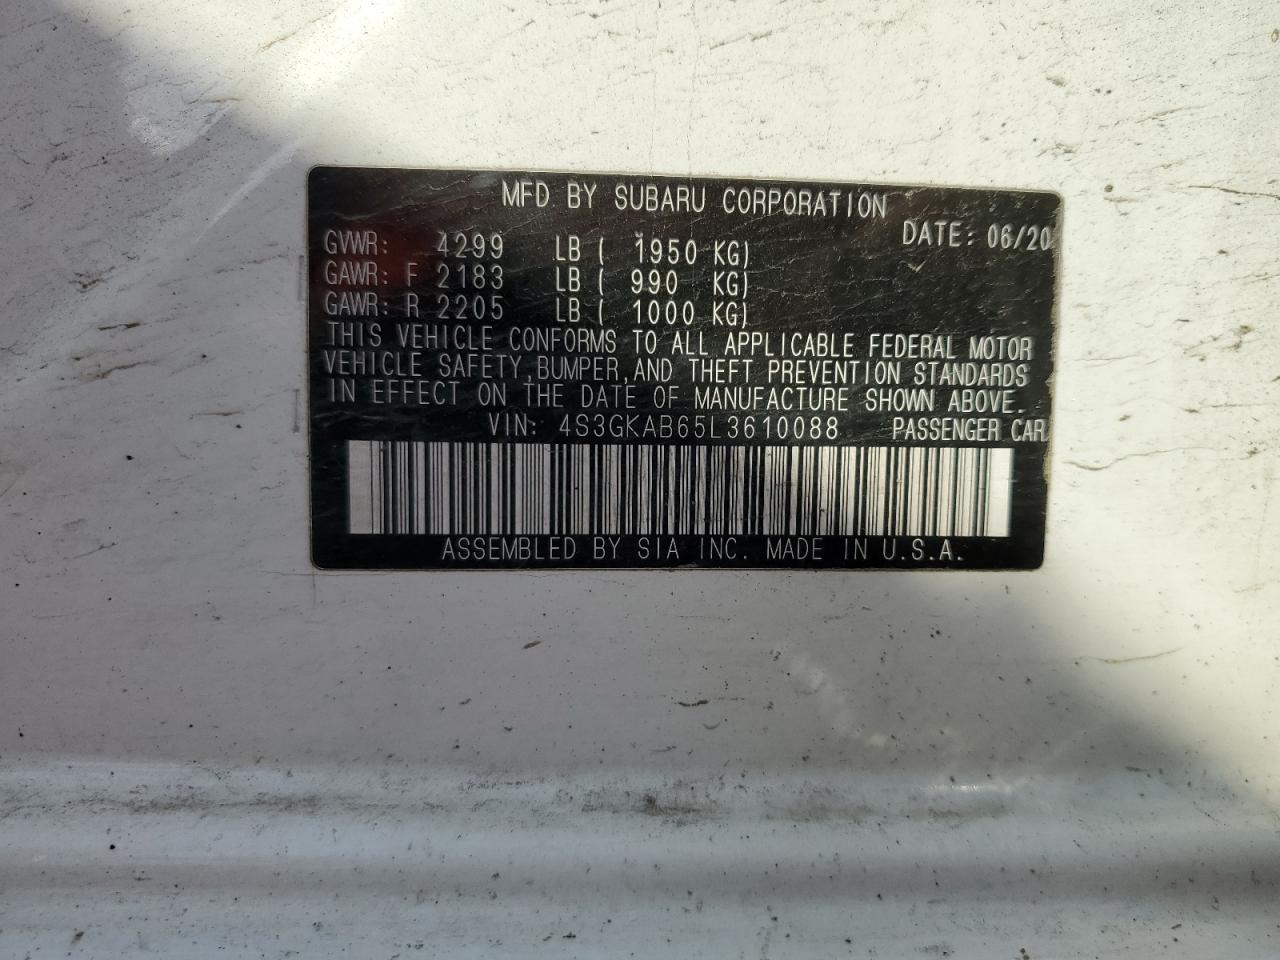 MFD BY SUBARU CORPORATION
DATE: 06/20
GVWR: 4299 LB ( 1950 KG)
GAWR: F 2183 LB ( 990 KG)
GAWR: R 2205 LB ( 1000 KG)
THIS VEHICLE CONFORMS TO ALL APPLICABLE FEDERAL MOTOR
VEHICLE SAFETY, BUMPER, AND THEFT PREVENTION STANDARDS
IN EFFECT ON THE DATE OF MANUFACTURE SHOWN ABOVE.
VIN: 4S3GKAB65L3610088 PASSENGER CAR
ASSEMBLED BY SIA INC. MADE IN U.S.A.